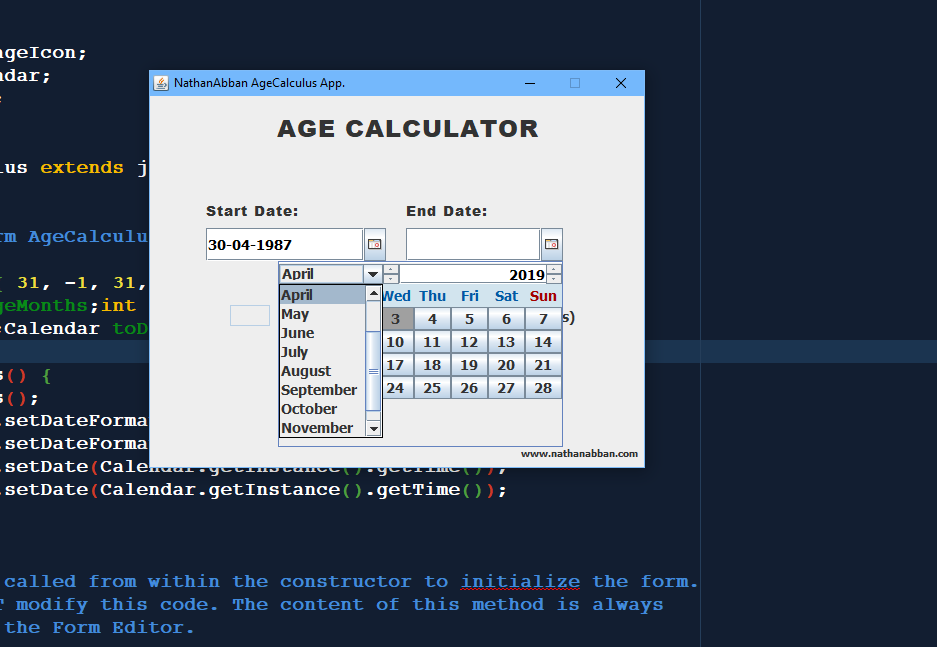 ageIcon;
ndar;
NathanAbban AgeCalculus App.
AGE CALCULATOR
lus extends j
Start Date: End Date:
rm AgeCalculu
30-04-1987
April 2019
{ 31, -1, 31,
April Wed Thu Fri Sat Sun
geMonths;int
May 3 4 5 6 7
s)
:Calendar toD
June
10 11 12 13 14
July
17 18 19 20 21
August
s() {
September 24 25 26 27 28
s();
October
.setDateForma
November
.setDateForma
www.nathanabban.com
.setDate(Calendar.getInstance().getTime());
.setDate(Calendar.getInstance().getTime());
called from within the constructor to initialize the form.
T modify this code. The content of this method is always
the Form Editor.